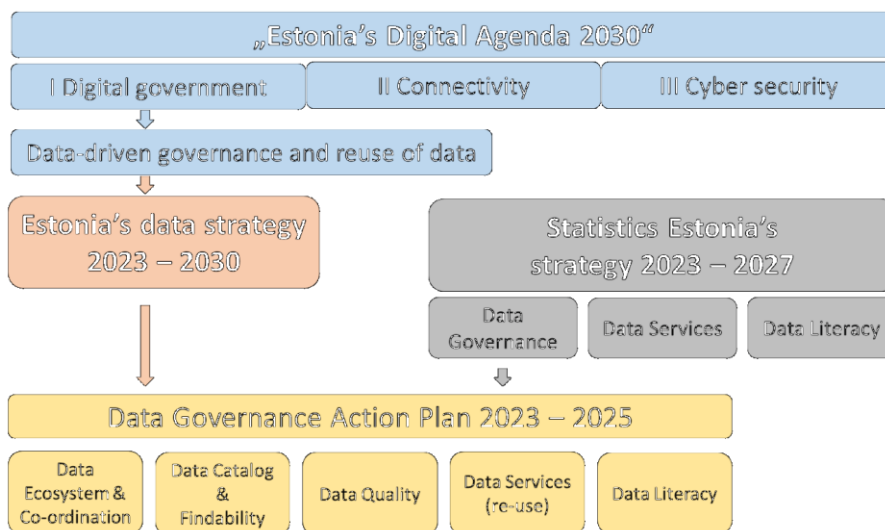 „Estonia's Digital Agenda 2030“
I Digital government
II Connectivity
III Cyber security
Data-driven governance and reuse of data
Estonia's data strategy
2023 – 2030
Statistics Estonia's
strategy 2023 – 2027
Data
Governance
Data Services
Data Literacy
Data Governance Action Plan 2023 – 2025
Data
Ecosystem &
Co-ordination
Data Catalog
&
Findability
Data Quality
Data Services
(re-use)
Data Literacy